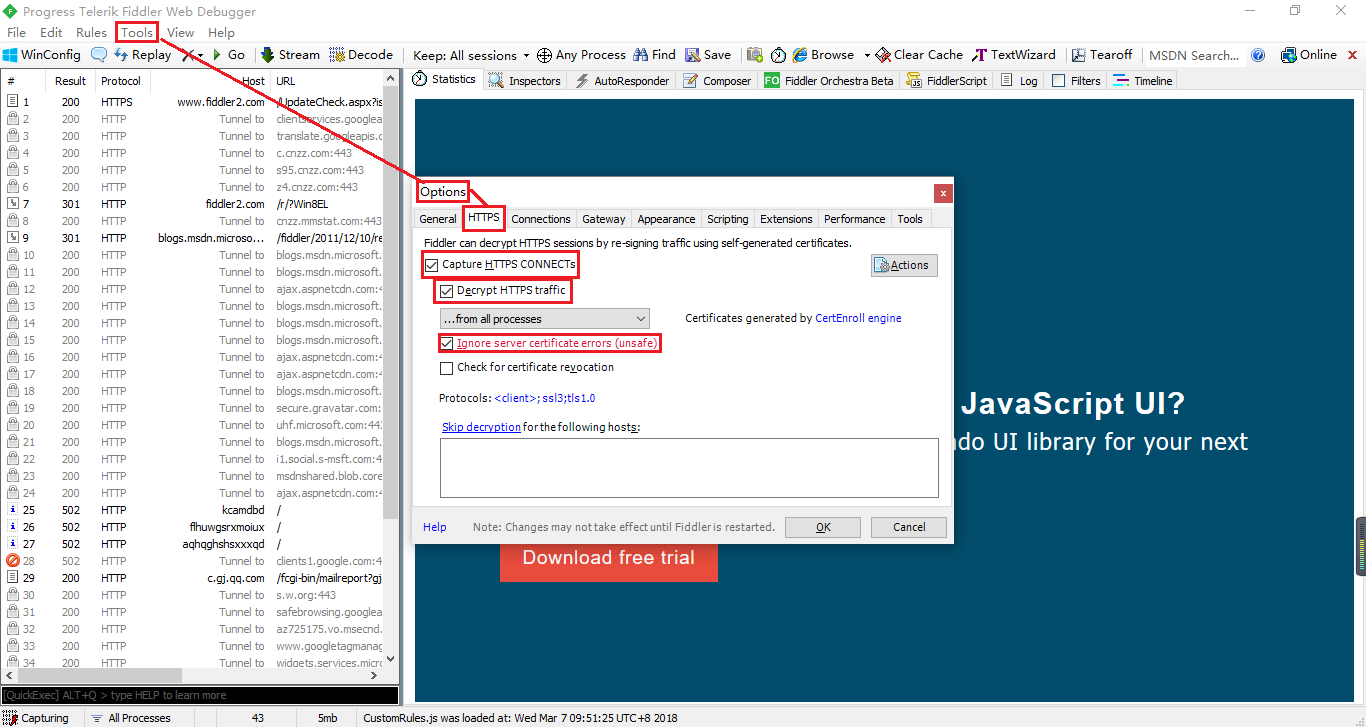 Progress Telerik Fiddler Web Debugger
File Edit Rules Tools View Help
WinConfig Replay Go Stream Decode Keep: All sessions Any Process Find Save Browse Clear Cache TextWizard Tearoff MSDN Search... Online
# Result Protocol Host URL
1 200 HTTPS www.fiddler2.com /UpdateCheck.aspx?is
2 200 HTTP Tunnel to clientservices.googlea
3 200 HTTP Tunnel to translate.googleapis.c
4 200 HTTP Tunnel to c.cnzz.com:443
5 200 HTTP Tunnel to s95.cnzz.com:443
6 200 HTTP Tunnel to z4.cnzz.com:443
7 301 HTTP fiddler2.com /r/?Win8EL
8 200 HTTP Tunnel to cnzz.mmstat.com:443
9 301 HTTP blogs.msdn.microso... /fiddler/2011/12/10/re
10 200 HTTP Tunnel to blogs.msdn.microsoft.
11 200 HTTP Tunnel to ajax.aspnetcdn.com:4
12 200 HTTP Tunnel to ajax.aspnetcdn.com:4
13 200 HTTP Tunnel to blogs.msdn.microsoft.
14 200 HTTP Tunnel to blogs.msdn.microsoft.
15 200 HTTP Tunnel to blogs.msdn.microsoft.
16 200 HTTP Tunnel to ajax.aspnetcdn.com:4
17 200 HTTP Tunnel to ajax.aspnetcdn.com:4
18 200 HTTP Tunnel to blogs.msdn.microsoft.
19 200 HTTP Tunnel to secure.gravatar.com:
20 200 HTTP Tunnel to uhf.microsoft.com:443
21 200 HTTP Tunnel to blogs.msdn.microsoft.
22 200 HTTP Tunnel to i1.social.s-msft.com:4
23 200 HTTP Tunnel to msdnshared.blob.core
24 200 HTTP Tunnel to ajax.aspnetcdn.com:4
25 502 HTTP kcamdbd /
26 502 HTTP flhuwgsrxmoiux /
27 502 HTTP aqhqghshsxxxqd /
28 502 HTTP Tunnel to clients1.google.com:4
29 200 HTTP c.gj.qq.com /fcgi-bin/mailreport?gj
30 200 HTTP Tunnel to s.w.org:443
31 200 HTTP Tunnel to safebrowsing.googlea
32 200 HTTP Tunnel to az725175.vo.msecnd.
33 200 HTTP Tunnel to www.googletagmanag
34 200 HTTP Tunnel to widgets.services.micro
[QuickExec] ALT+Q > type HELP to learn more
Statistics Inspectors AutoResponder Composer FO Fiddler Orchestra Beta FiddlerScript Log Filters Timeline
Options
General HTTPS Connections Gateway Appearance Scripting Extensions Performance Tools
Fiddler can decrypt HTTPS sessions by re-signing traffic using self-generated certificates.
Capture HTTPS CONNECTs
Actions
Decrypt HTTPS traffic
...from all processes
Certificates generated by CertEnroll engine
Ignore server certificate errors (unsafe)
Check for certificate revocation
Protocols: <client>;ssl3;tls1.0
Skip decryption for the following hosts:
Help Note: Changes may not take effect until Fiddler is restarted. OK Cancel
JavaScript UI?
ndo UI library for your next
Download free trial
Capturing All Processes 43 5mb CustomRules.js was loaded at: Wed Mar 7 09:51:25 UTC+8 2018